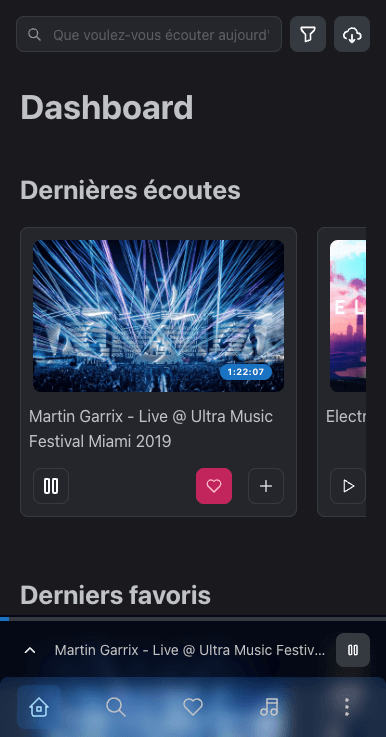 Que voulez-vous écouter aujourd'
Dashboard
Dernières écoutes
1:22:07
Martin Garrix - Live @ Ultra Music
Festival Miami 2019
E L
Electr
Derniers favoris
Martin Garrix - Live @ Ultra Music Festiv...